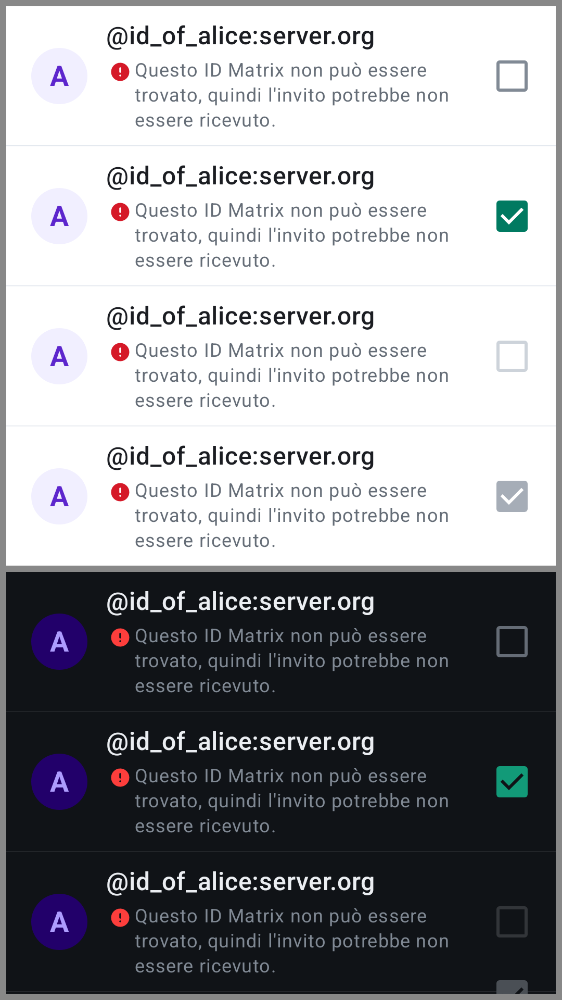 @id_of_alice:server.org
A
Questo ID Matrix non può essere
trovato, quindi l'invito potrebbe non
essere ricevuto.
@id_of_alice:server.org
A
Questo ID Matrix non può essere
trovato, quindi l'invito potrebbe non
essere ricevuto.
@id_of_alice:server.org
A
Questo ID Matrix non può essere
trovato, quindi l'invito potrebbe non
essere ricevuto.
@id_of_alice:server.org
A
Questo ID Matrix non può essere
trovato, quindi l'invito potrebbe non
essere ricevuto.
@id_of_alice:server.org
A
Questo ID Matrix non può essere
trovato, quindi l'invito potrebbe non
essere ricevuto.
@id_of_alice:server.org
A
Questo ID Matrix non può essere
trovato, quindi l'invito potrebbe non
essere ricevuto.
@id_of_alice:server.org
A
Questo ID Matrix non può essere
trovato, quindi l'invito potrebbe non
essere ricevuto.